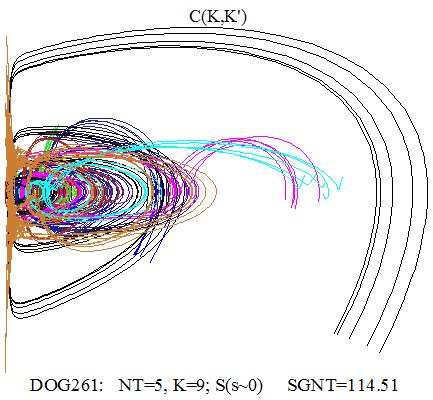 C(K,K')
DOG261: NT=5, K=9; S(s~0) SGNT=114.51